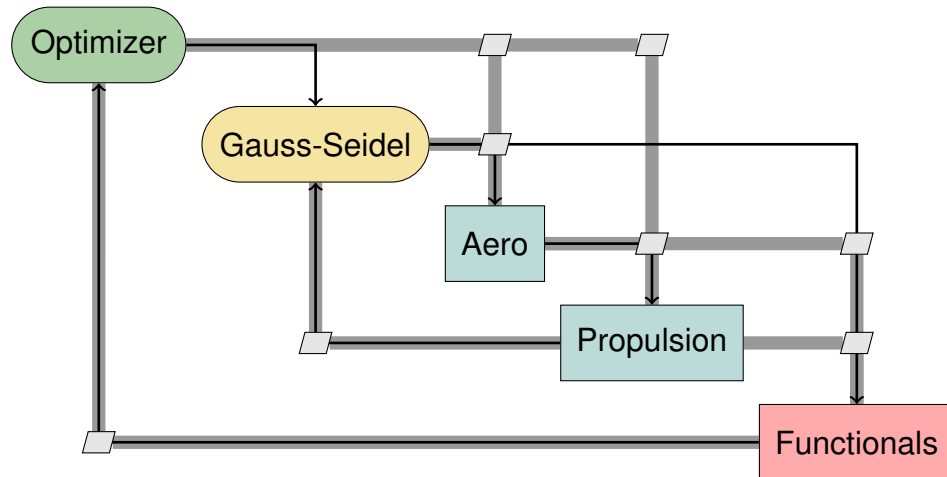 Optimizer
Gauss-Seidel
Aero
Propulsion
Functionals